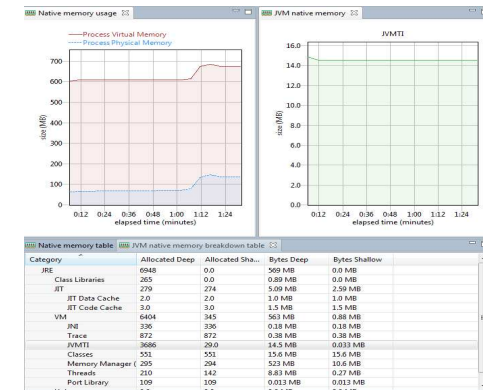 Native memory usage
Process Virtual Memory
Process Physical Memory
700
600
500
400
300
200
100
0
size (MB)
0:12 0:24 0:36 0:48 1:00 1:12 1:24
elapsed time (minutes)
JVM native memory
JVMTI
16.0
14.0
12.0
10.0
8.0
6.0
4.0
2.0
0.0
size (MB)
0:12 0:24 0:36 0:48 1:00 1:12 1:24
elapsed time (minutes)
Native memory table JVM native memory breakdown table
Category Allocated Deep Allocated Sha... Bytes Deep Bytes Shallow
JRE 6948 0.0 569 MB 0.0 MB
Class Libraries 265 0.0 0.89 MB 0.0 MB
JIT 279 274 5.09 MB 2.59 MB
JIT Data Cache 2.0 2.0 1.0 MB 1.0 MB
JIT Code Cache 3.0 3.0 1.5 MB 1.5 MB
VM 6404 345 563 MB 0.88 MB
JNI 336 336 0.18 MB 0.18 MB
Trace 872 872 0.38 MB 0.38 MB
JVMTI 3686 29.0 14.5 MB 0.033 MB
Classes 551 551 15.6 MB 15.6 MB
Memory Manager ( 295 294 523 MB 10.6 MB
Threads 210 142 8.83 MB 0.27 MB
Port Library 109 109 0.013 MB 0.013 MB